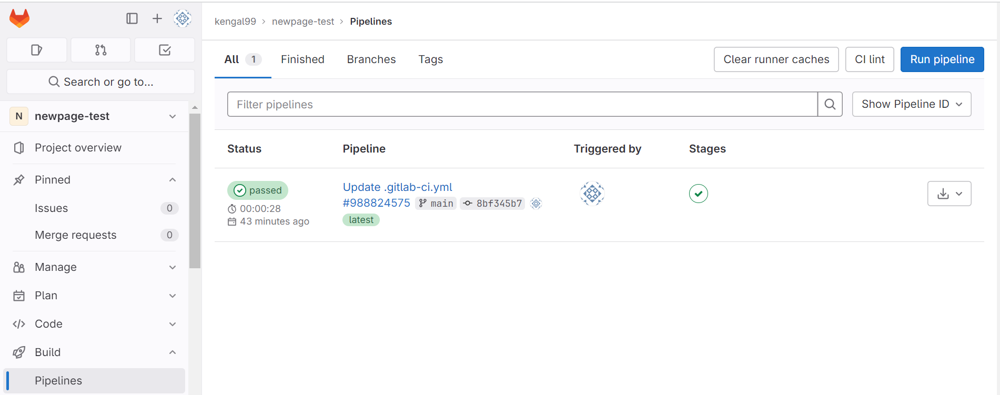 kengal99 > newpage-test > Pipelines
Search or go to...
N newpage-test
Project overview
Pinned
Issues 0
Merge requests 0
Manage
Plan
Code
Build
Pipelines
All 1 Finished Branches Tags
Clear runner caches CI lint Run pipeline
Filter pipelines Show Pipeline ID
Status Pipeline Triggered by Stages
passed
00:00:28
43 minutes ago
Update .gitlab-ci.yml
#988824575 main 8bf345b7
latest